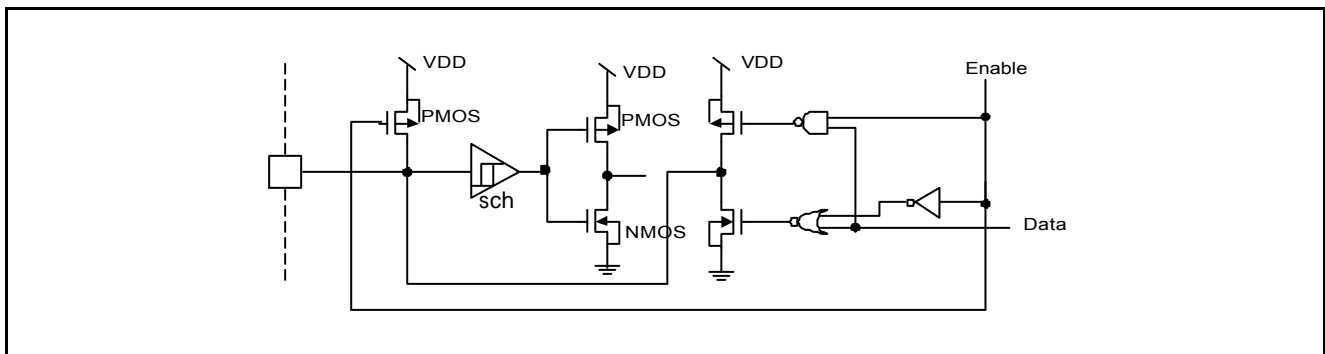 VDD
VDD
VDD
Enable
PMOS
PMOS
sch
NMOS
Data